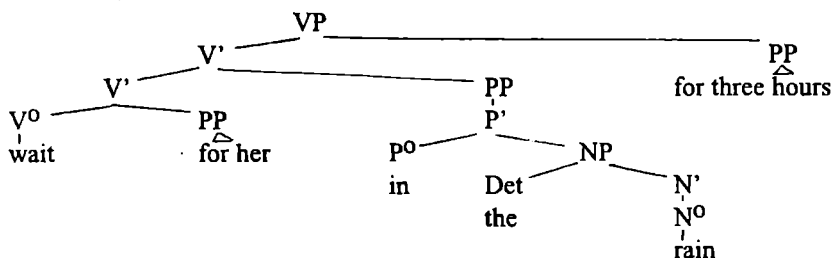 VP
V' PP
V' PP for three hours
V⁰ PP P'
wait for her P⁰ NP
in Det N'
the N⁰
rain